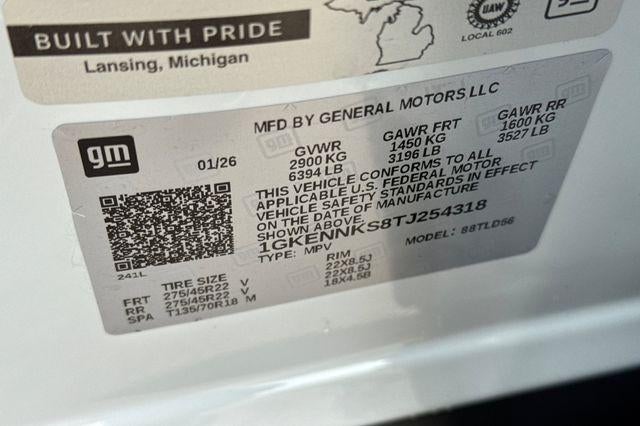 BUILT WITH PRIDE
Lansing, Michigan
UAW
LOCAL 602
gm
MFD BY GENERAL MOTORS LLC
01/26
GVWR GAWR FRT GAWR RR
2900 KG 1450 KG 1600 KG
6394 LB 3196 LB 3527 LB
THIS VEHICLE CONFORMS TO ALL
APPLICABLE U.S. FEDERAL MOTOR
VEHICLE SAFETY STANDARDS IN EFFECT
ON THE DATE OF MANUFACTURE
SHOWN ABOVE.
1GKENNKS8TJ254318
TYPE: MPV MODEL: 88TLD56
241L
TIRE SIZE RIM
FRT 275/45R22 V 22X8.5J
RR 275/45R22 V 22X8.5J
SPA T135/70R18 M 18X4.5B